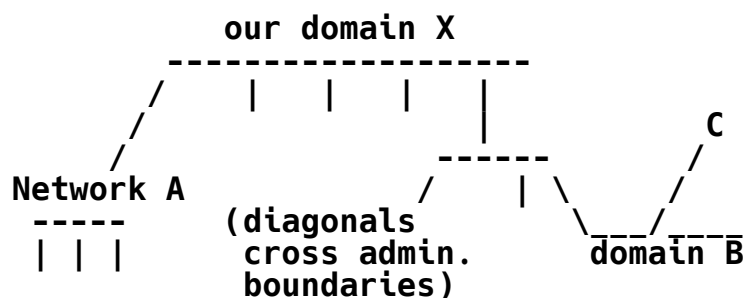 our domain X
C
Network A
(diagonals
cross admin.
boundaries)
domain B